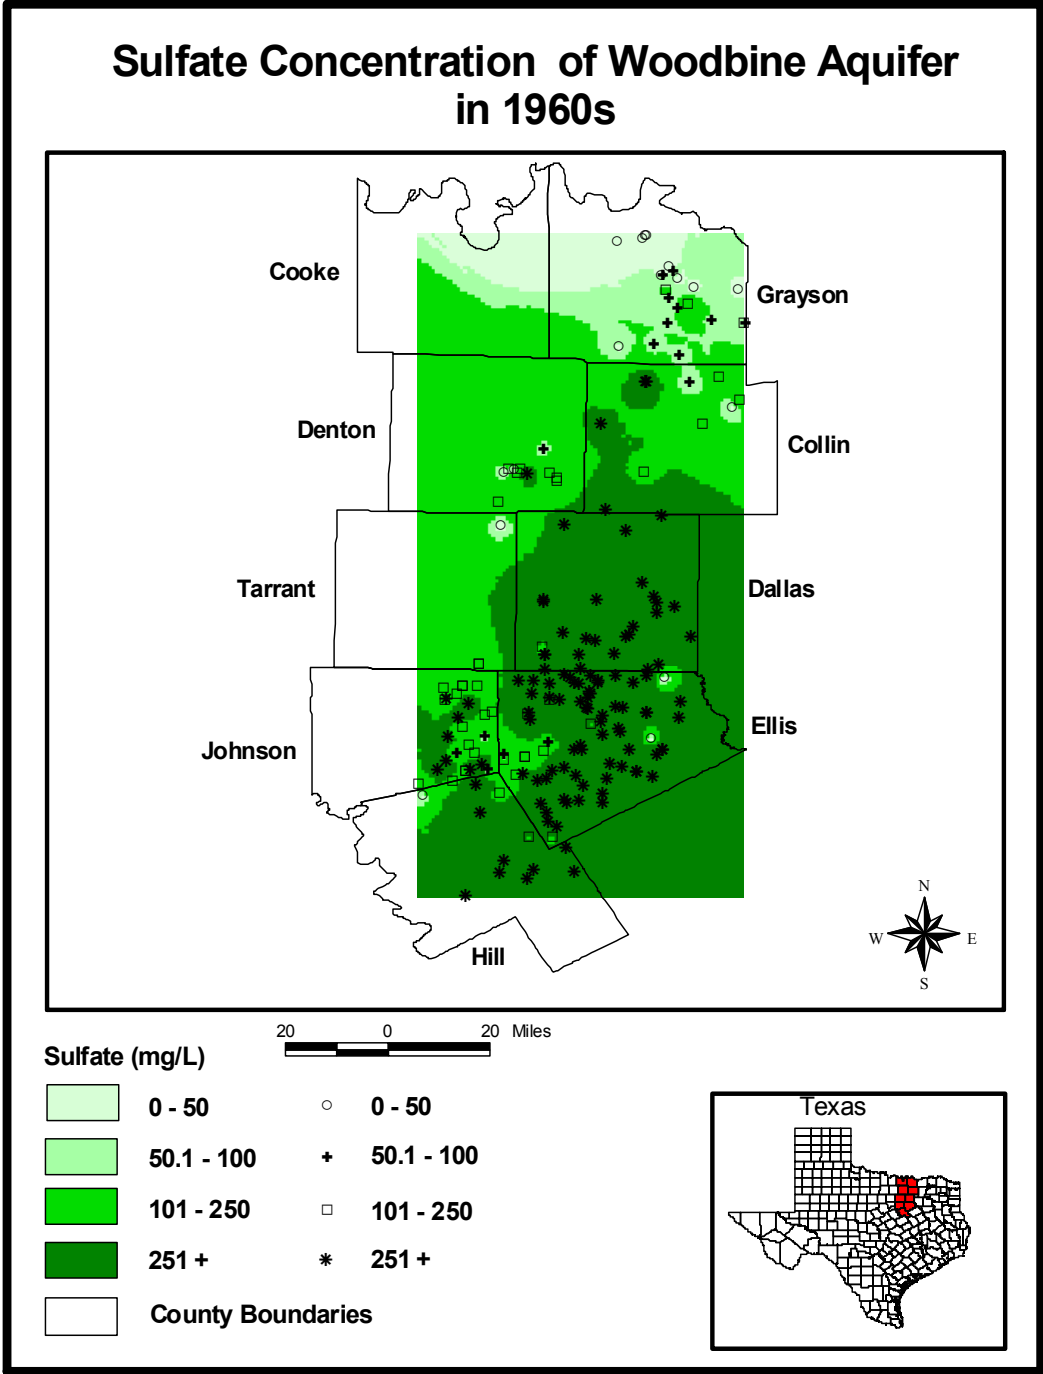 Sulfate Concentration of Woodbine Aquifer
in 1960s
Cooke
Grayson
Denton
Collin
Tarrant
Dallas
Johnson
Ellis
Hill
N
W E
S
20 0 20 Miles
Sulfate (mg/L)
0 - 50 0 - 50
50.1 - 100 50.1 - 100
101 - 250 101 - 250
251 + 251 +
County Boundaries
Texas